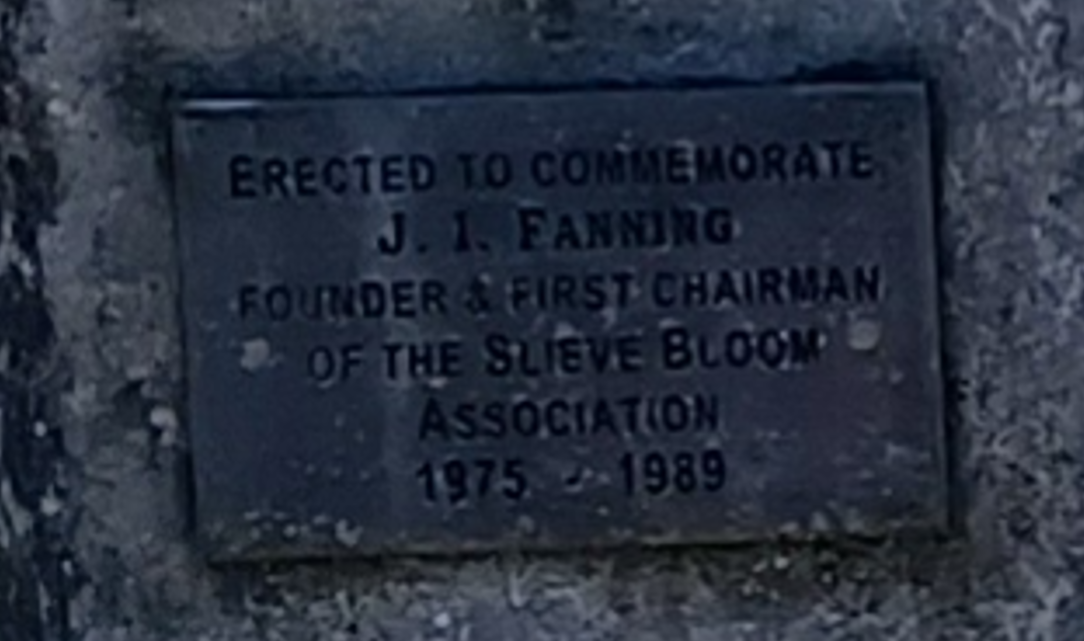 ERECTED TO COMMEMORATE
J. I. FANNING
FOUNDER & FIRST CHAIRMAN
OF THE SLIEVE BLOOM
ASSOCIATION
1975 - 1989